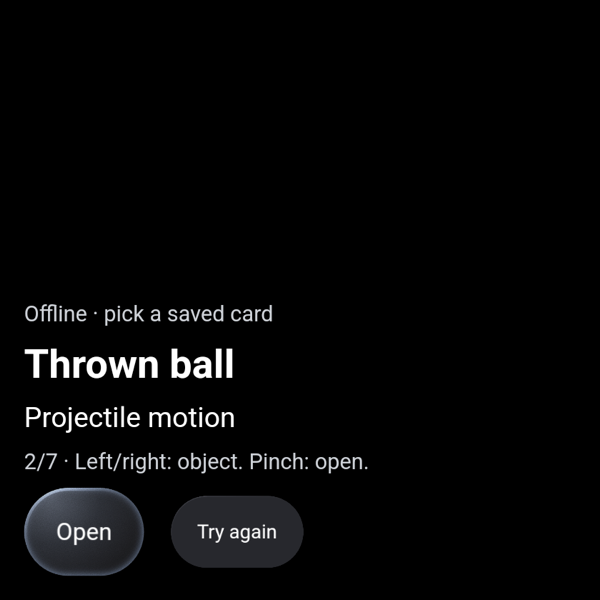 Offline · pick a saved card
Thrown ball
Projectile motion
2/7 · Left/right: object. Pinch: open.
Open
Try again